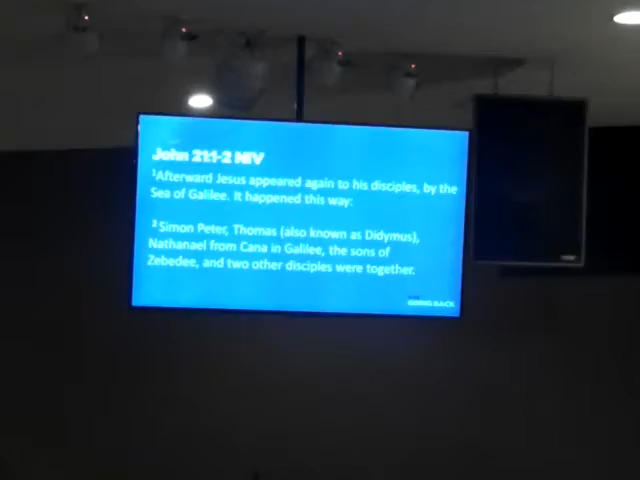 John 21:1-2 NIV
¹Afterward Jesus appeared again to his disciples, by the
Sea of Galilee. It happened this way:
² Simon Peter, Thomas (also known as Didymus),
Nathanael from Cana in Galilee, the sons of
Zebedee, and two other disciples were together.
GOING BACK